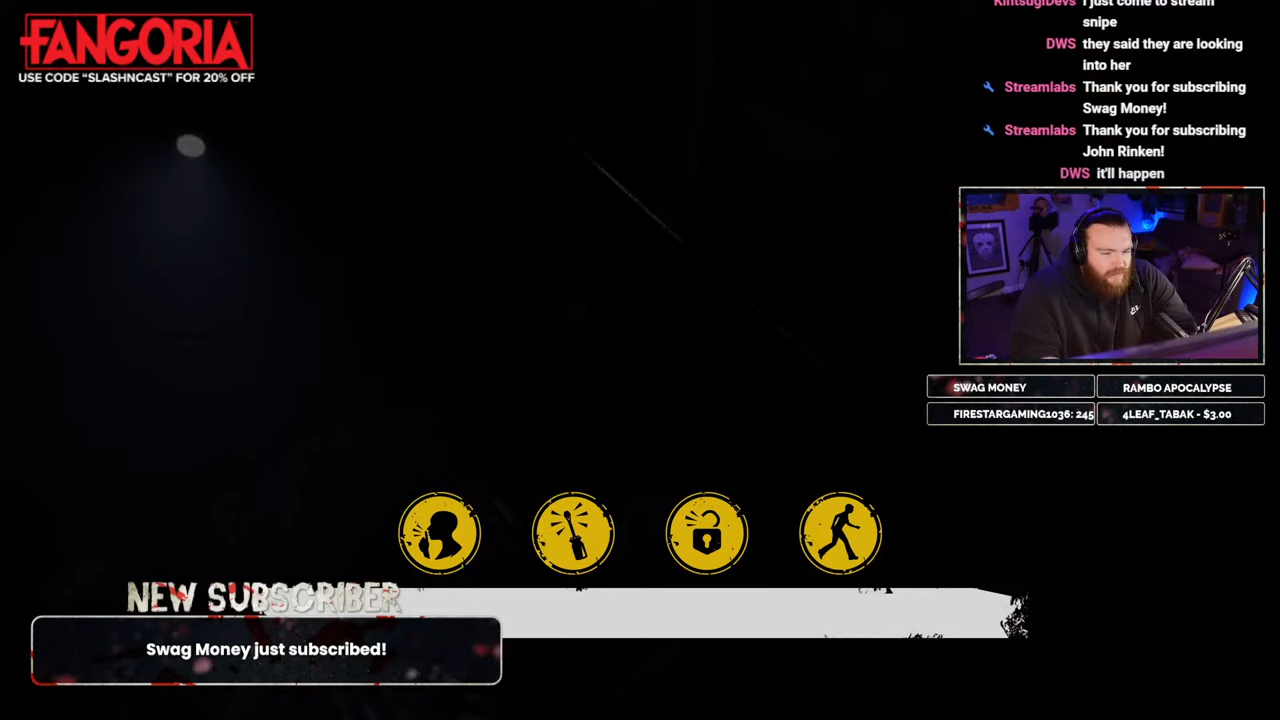 FANGORIA
USE CODE “SLASHNCAST” FOR 20% OFF
KintsugiDevs I just come to stream
snipe
DWS they said they are looking
into her
Streamlabs Thank you for subscribing
Swag Money!
Streamlabs Thank you for subscribing
John Rinken!
DWS it'll happen
SWAG MONEY
RAMBO APOCALYPSE
FIRESTARGAMING1036: 245
4LEAF_TABAK - $3.00
NEW SUBSCRIBER
Swag Money just subscribed!